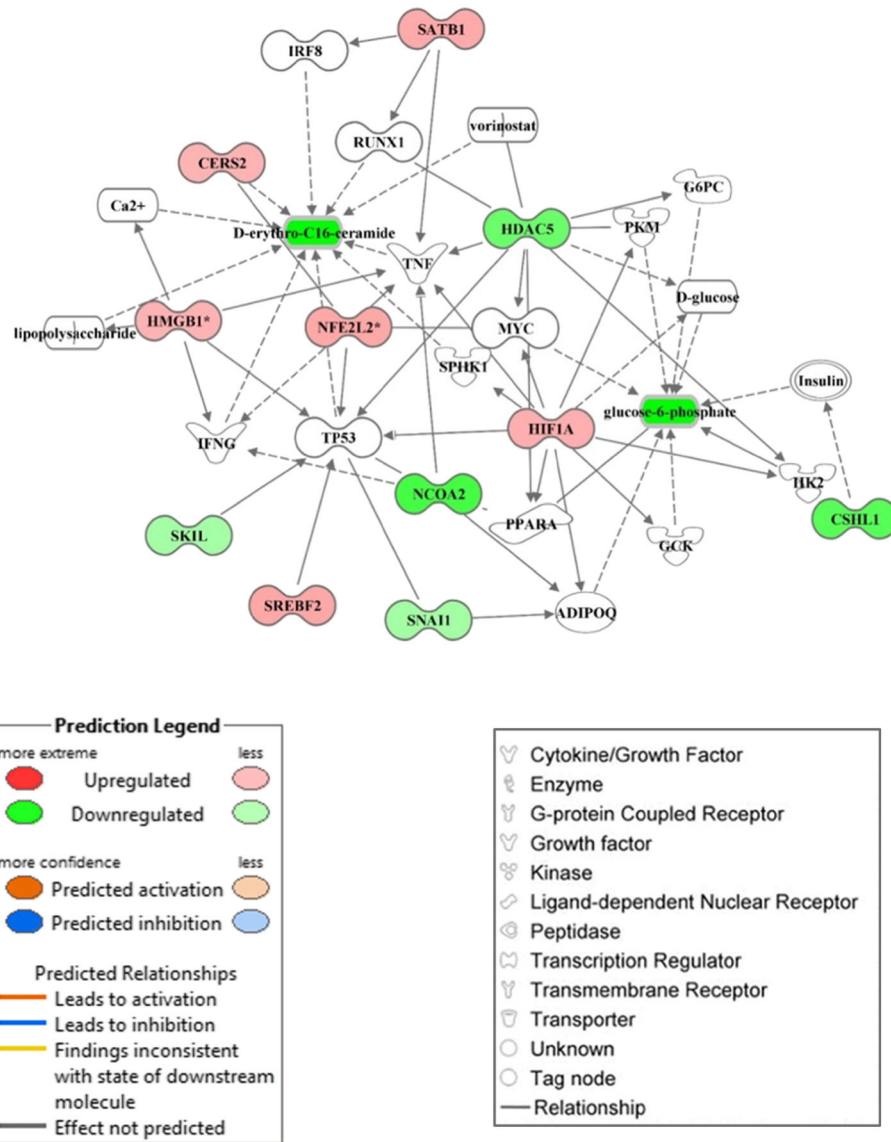 SATB1
IRF8
vorinostat
RUNX1
CERS2
G6PC
Ca2+
D-erythro-C16-ceramide
HDAC5
PKM
TNF
D-glucose
lipopolysaccharide
HMGB1*
NFE2L2*
MYC
SPHK1
Insulin
glucose-6-phosphate
IFNG
TP53
HIF1A
HK2
NCOA2
CSHL1
SKIL
PPARA
GCK
SREBF2
SNAI1
ADIPOQ
Prediction Legend
more extreme less
Upregulated
Downregulated
more confidence less
Predicted activation
Predicted inhibition
Predicted Relationships
Leads to activation
Leads to inhibition
Findings inconsistent
with state of downstream
molecule
Effect not predicted
Cytokine/Growth Factor
Enzyme
G-protein Coupled Receptor
Growth factor
Kinase
Ligand-dependent Nuclear Receptor
Peptidase
Transcription Regulator
Transmembrane Receptor
Transporter
Unknown
Tag node
Relationship